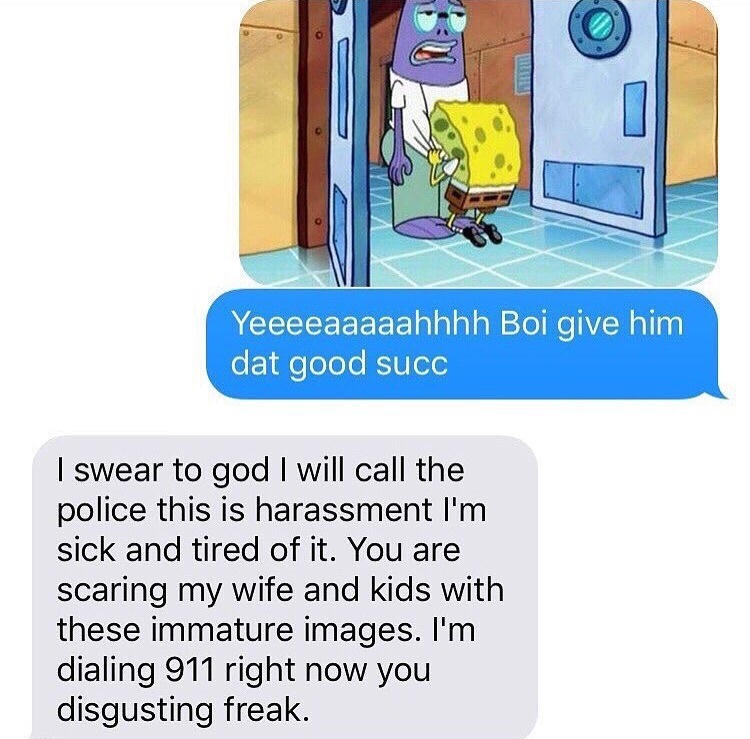 Yeeeeaaaaahhhh Boi give him
dat good succ
I swear to god I will call the
police this is harassment I'm
sick and tired of it. You are
scaring my wife and kids with
these immature images. I'm
dialing 911 right now you
disgusting freak.